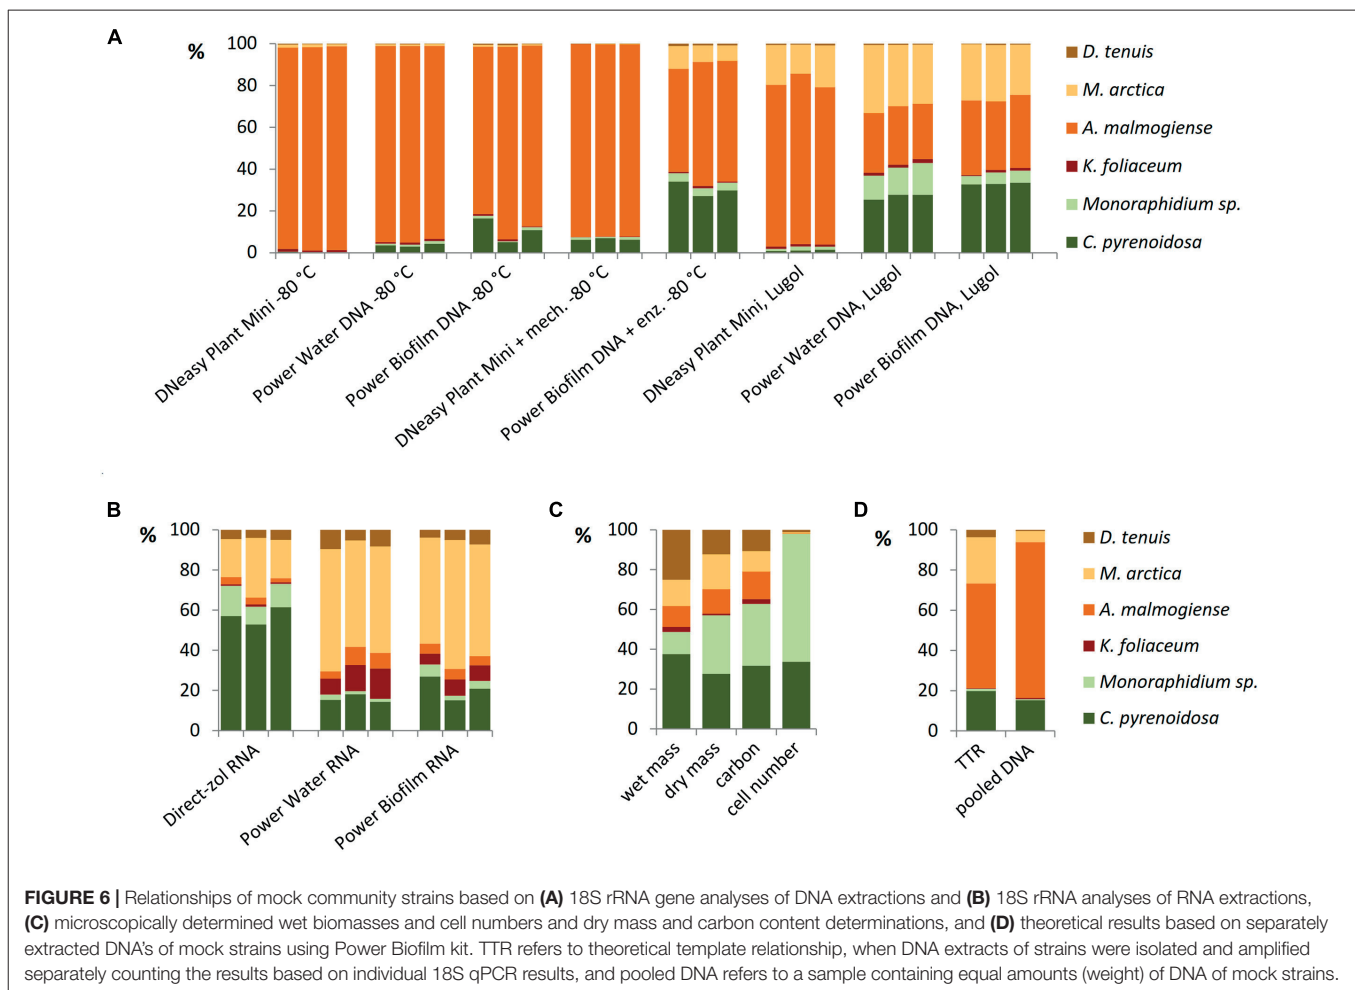 A
%
100
80
60
40
20
0
DNeasy Plant Mini -80 °C
Power Water DNA -80 °C
Power Biofilm DNA -80 °C
DNeasy Plant Mini + mech. -80 °C
Power Biofilm DNA + enz. -80 °C
DNeasy Plant Mini, Lugol
Power Water DNA, Lugol
Power Biofilm DNA, Lugol
D. tenuis
M. arctica
A. malmogiense
K. foliaceum
Monoraphidium sp.
C. pyrenoidosa
B
%
100
80
60
40
20
0
Direct-zol RNA
Power Water RNA
Power Biofilm RNA
C
%
100
80
60
40
20
0
wet mass
dry mass
carbon
cell number
D
%
100
80
60
40
20
0
TTR
pooled DNA
D. tenuis
M. arctica
A. malmogiense
K. foliaceum
Monoraphidium sp.
C. pyrenoidosa
FIGURE 6 | Relationships of mock community strains based on (A) 18S rRNA gene analyses of DNA extractions and (B) 18S rRNA analyses of RNA extractions,
(C) microscopically determined wet biomasses and cell numbers and dry mass and carbon content determinations, and (D) theoretical results based on separately
extracted DNA's of mock strains using Power Biofilm kit. TTR refers to theoretical template relationship, when DNA extracts of strains were isolated and amplified
separately counting the results based on individual 18S qPCR results, and pooled DNA refers to a sample containing equal amounts (weight) of DNA of mock strains.